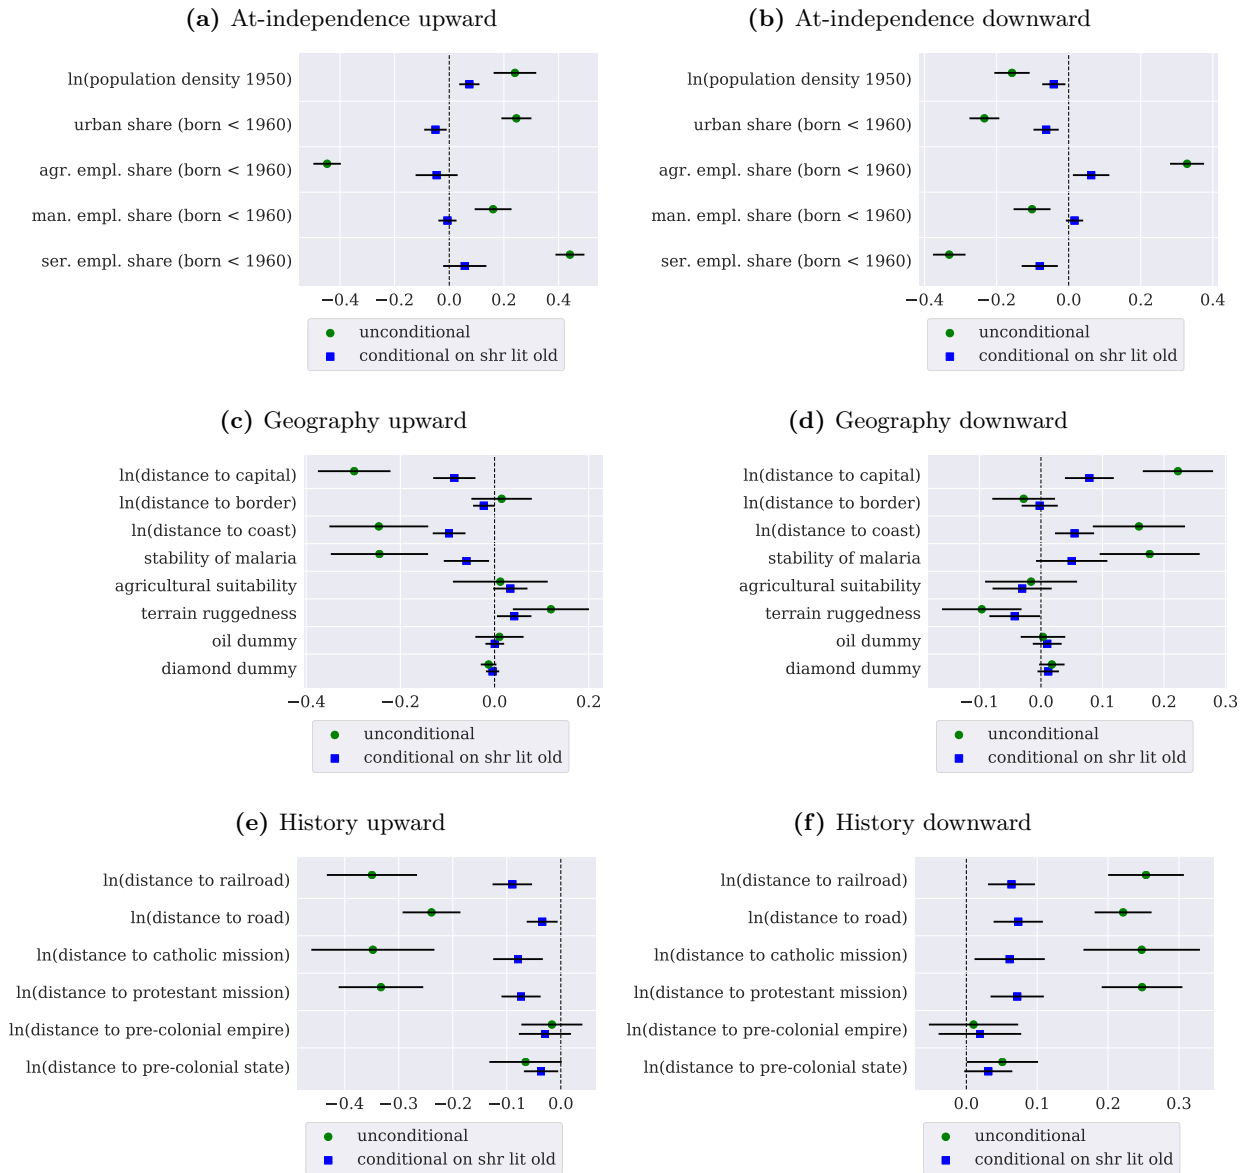 (a) At-independence upward
ln(population density 1950)
urban share (born < 1960)
agr. empl. share (born < 1960)
man. empl. share (born < 1960)
ser. empl. share (born < 1960)
−0.4 −0.2 0.0 0.2 0.4
unconditional
conditional on shr lit old
(b) At-independence downward
ln(population density 1950)
urban share (born < 1960)
agr. empl. share (born < 1960)
man. empl. share (born < 1960)
ser. empl. share (born < 1960)
−0.4 −0.2 0.0 0.2 0.4
unconditional
conditional on shr lit old
(c) Geography upward
ln(distance to capital)
ln(distance to border)
ln(distance to coast)
stability of malaria
agricultural suitability
terrain ruggedness
oil dummy
diamond dummy
−0.4 −0.2 0.0 0.2
unconditional
conditional on shr lit old
(d) Geography downward
ln(distance to capital)
ln(distance to border)
ln(distance to coast)
stability of malaria
agricultural suitability
terrain ruggedness
oil dummy
diamond dummy
−0.1 0.0 0.1 0.2 0.3
unconditional
conditional on shr lit old
(e) History upward
ln(distance to railroad)
ln(distance to road)
ln(distance to catholic mission)
ln(distance to protestant mission)
ln(distance to pre-colonial empire)
ln(distance to pre-colonial state)
−0.4 −0.3 −0.2 −0.1 0.0
unconditional
conditional on shr lit old
(f) History downward
ln(distance to railroad)
ln(distance to road)
ln(distance to catholic mission)
ln(distance to protestant mission)
ln(distance to pre-colonial empire)
ln(distance to pre-colonial state)
0.0 0.1 0.2 0.3
unconditional
conditional on shr lit old